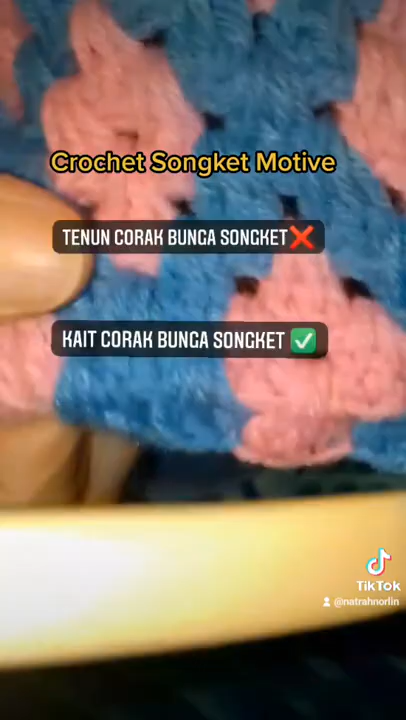 Crochet Songket Motive
TENUN CORAK BUNGA SONGKET❌
KAIT CORAK BUNGA SONGKET ✅
TikTok
@natrahnorlin